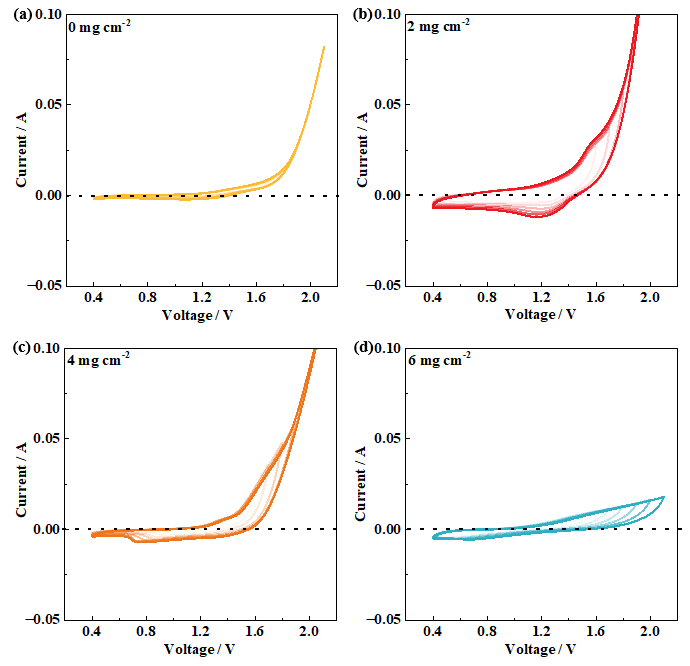 (a) 0.10 0 mg cm⁻²
0.05
0.00
−0.05
Current / A
0.4 0.8 1.2 1.6 2.0
Voltage / V
(b) 0.10 2 mg cm⁻²
0.05
0.00
−0.05
Current / A
0.4 0.8 1.2 1.6 2.0
Voltage / V
(c) 0.10 4 mg cm⁻²
0.05
0.00
−0.05
Current / A
0.4 0.8 1.2 1.6 2.0
Voltage / V
(d) 0.10 6 mg cm⁻²
0.05
0.00
−0.05
Current / A
0.4 0.8 1.2 1.6 2.0
Voltage / V